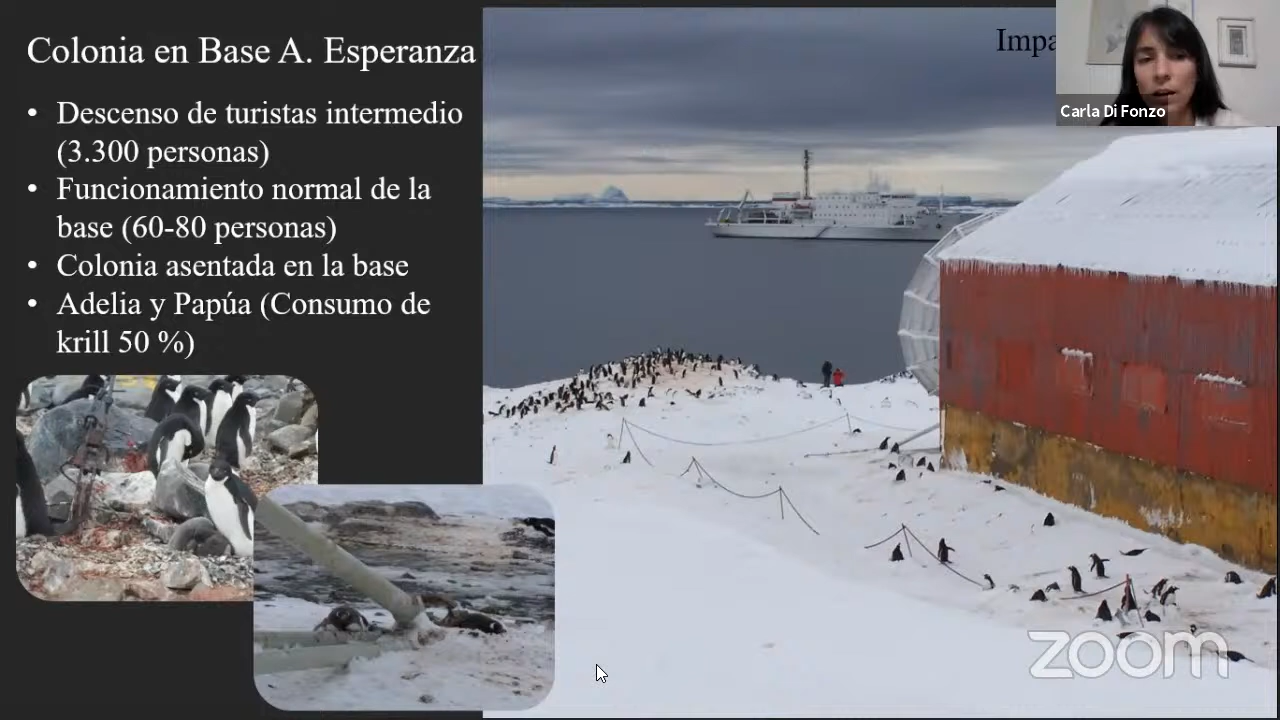 Colonia en Base A. Esperanza
• Descenso de turistas intermedio
(3.300 personas)
• Funcionamiento normal de la
base (60-80 personas)
• Colonia asentada en la base
• Adelia y Papúa (Consumo de
krill 50 %)
Impa
Carla Di Fonzo
zoom